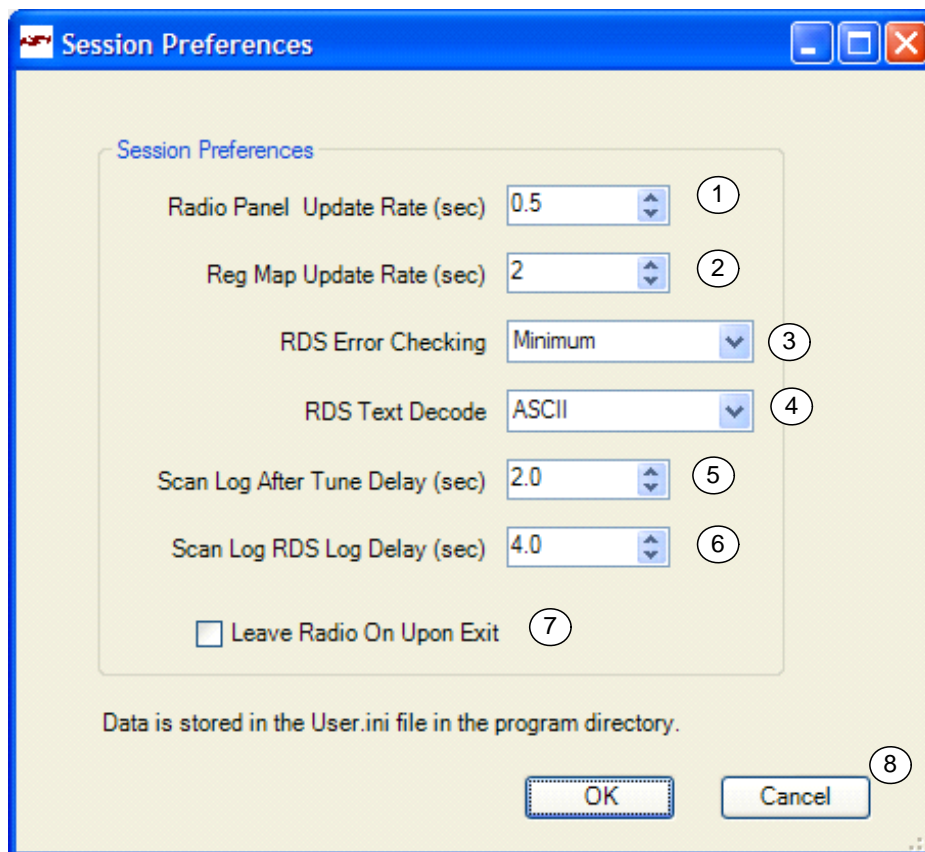 Session Preferences
Session Preferences
Radio Panel Update Rate (sec) 0.5 1
Reg Map Update Rate (sec) 2 2
RDS Error Checking Minimum 3
RDS Text Decode ASCII 4
Scan Log After Tune Delay (sec) 2.0 5
Scan Log RDS Log Delay (sec) 4.0 6
Leave Radio On Upon Exit 7
Data is stored in the User.ini file in the program directory.
8
OK Cancel